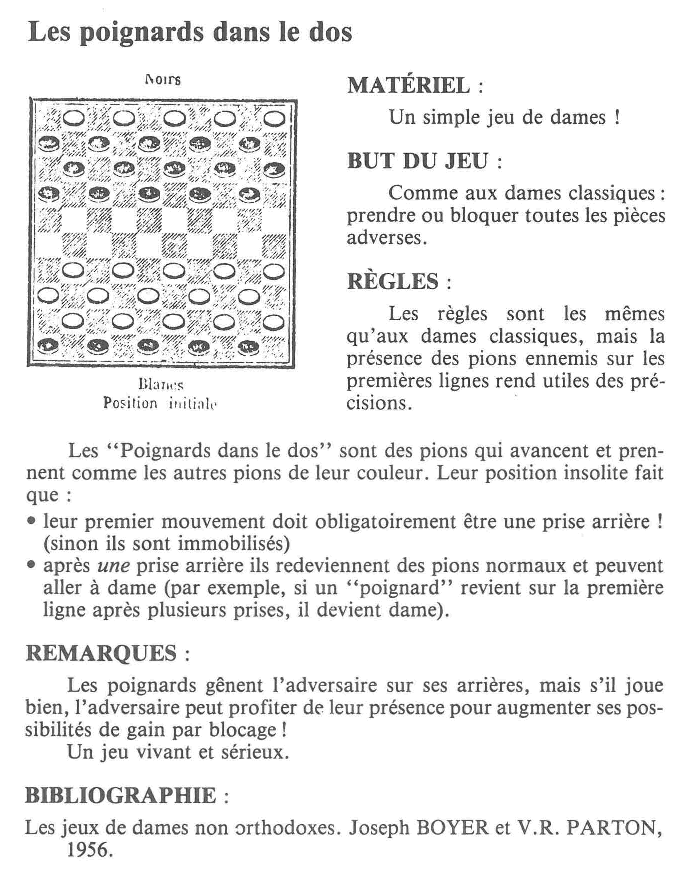 Les poignards dans le dos
Noirs
Blancs
Position initiale
MATÉRIEL :
Un simple jeu de dames !
BUT DU JEU :
Comme aux dames classiques :
prendre ou bloquer toutes les pièces
adverses.
RÈGLES :
Les règles sont les mêmes
qu'aux dames classiques, mais la
présence des pions ennemis sur les
premières lignes rend utiles des pré-
cisions.
Les "Poignards dans le dos" sont des pions qui avancent et pren-
nent comme les autres pions de leur couleur. Leur position insolite fait
que :
• leur premier mouvement doit obligatoirement être une prise arrière !
(sinon ils sont immobilisés)
• après une prise arrière ils redeviennent des pions normaux et peuvent
aller à dame (par exemple, si un "poignard" revient sur la première
ligne après plusieurs prises, il devient dame).
REMARQUES :
Les poignards gênent l'adversaire sur ses arrières, mais s'il joue
bien, l'adversaire peut profiter de leur présence pour augmenter ses pos-
sibilités de gain par blocage !
Un jeu vivant et sérieux.
BIBLIOGRAPHIE :
Les jeux de dames non orthodoxes. Joseph BOYER et V.R. PARTON,
1956.